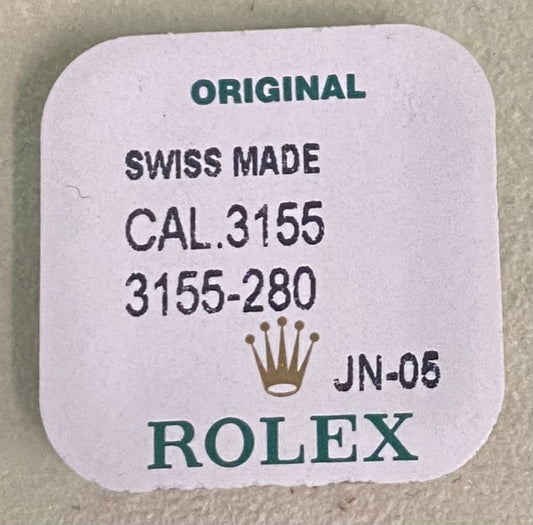 ORIGINAL
SWISS MADE
CAL.3155
3155-280
JN-05
ROLEX